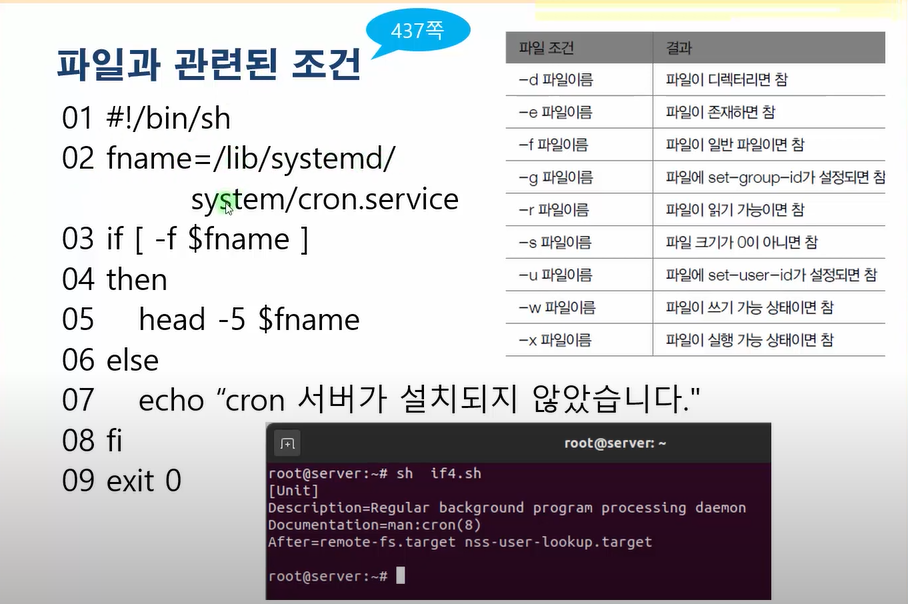 437쪽
파일과 관련된 조건
01 #!/bin/sh
02 fname=/lib/systemd/
system/cron.service
03 if [ -f $fname ]
04 then
05 head -5 $fname
06 else
07 echo “cron 서버가 설치되지 않았습니다."
08 fi
09 exit 0
파일 조건 결과
-d 파일이름 파일이 디렉터리면 참
-e 파일이름 파일이 존재하면 참
-f 파일이름 파일이 일반 파일이면 참
-g 파일이름 파일에 set-group-id가 설정되면 참
-r 파일이름 파일이 읽기 가능이면 참
-s 파일이름 파일 크기가 0이 아니면 참
-u 파일이름 파일에 set-user-id가 설정되면 참
-w 파일이름 파일이 쓰기 가능 상태이면 참
-x 파일이름 파일이 실행 가능 상태이면 참
root@server: ~
root@server:~# sh  if4.sh
[Unit]
Description=Regular background program processing daemon
Documentation=man:cron(8)
After=remote-fs.target nss-user-lookup.target
root@server:~#